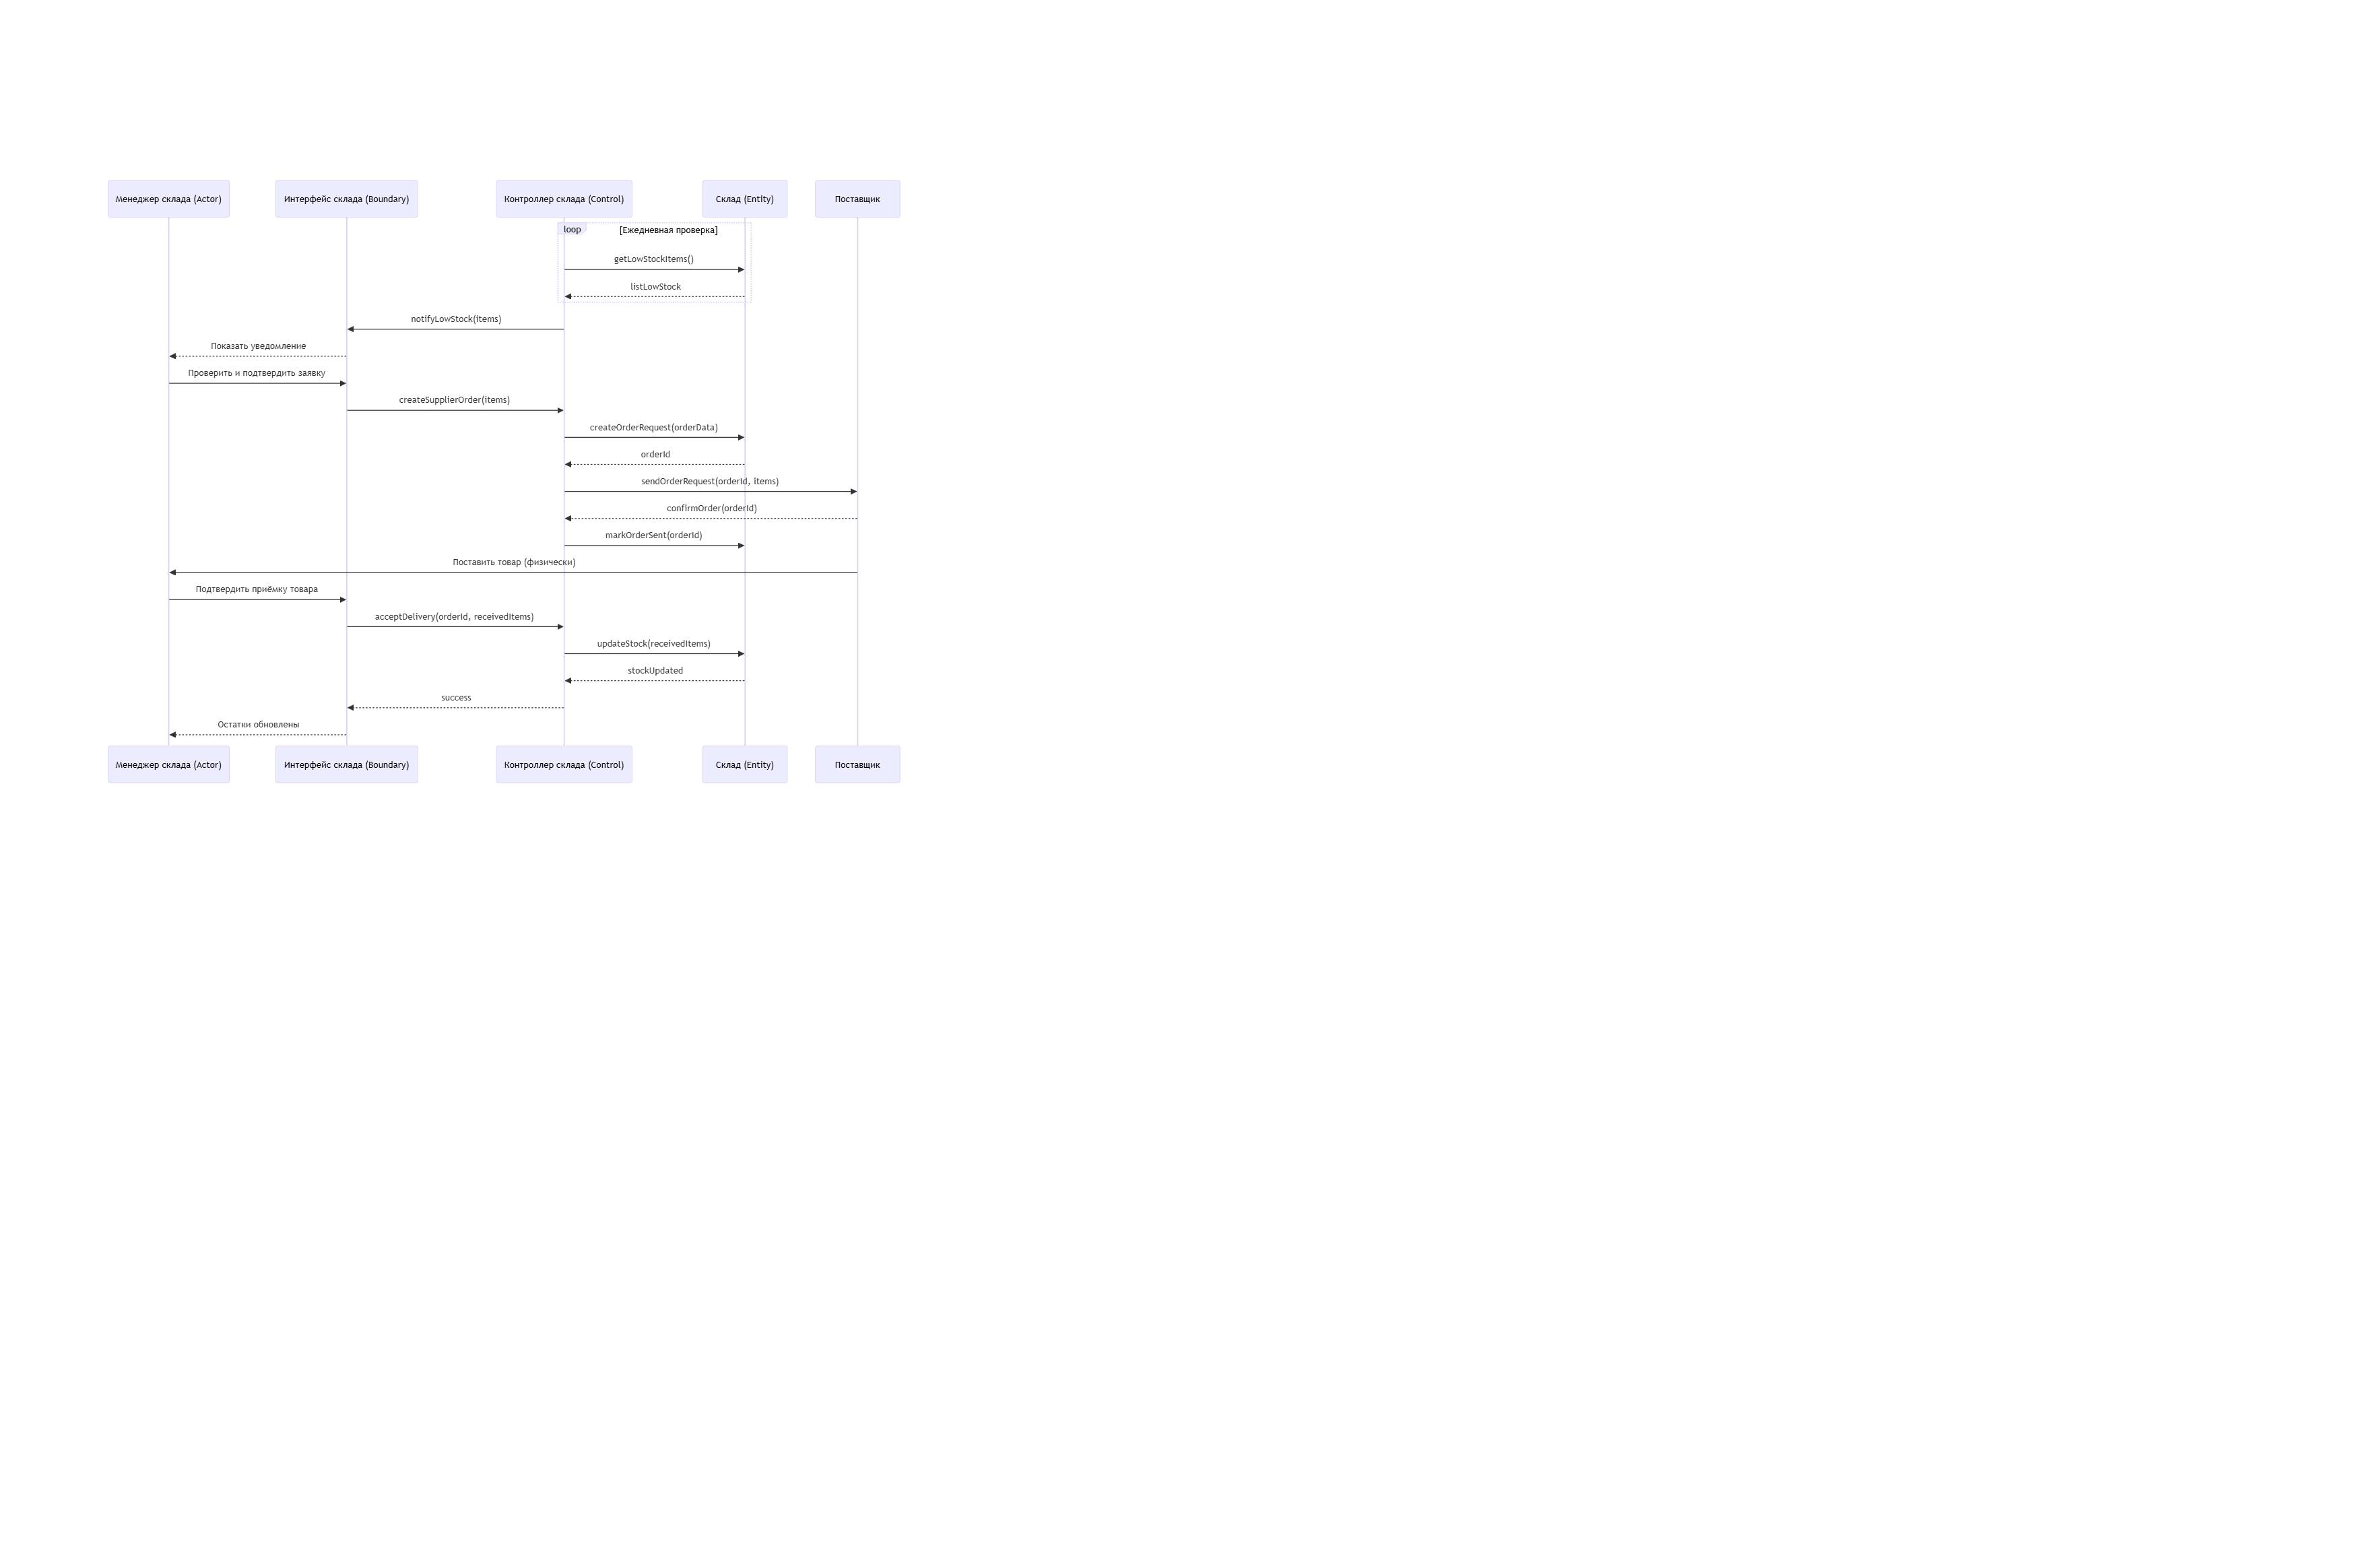 Менеджер склада (Actor)
Интерфейс склада (Boundary)
Контроллер склада (Control)
Склад (Entity)
Поставщик
loop
[Ежедневная проверка]
getLowStockItems()
listLowStock
notifyLowStock(items)
Показать уведомление
Проверить и подтвердить заявку
createSupplierOrder(items)
createOrderRequest(orderData)
orderId
sendOrderRequest(orderId, items)
confirmOrder(orderId)
markOrderSent(orderId)
Поставить товар (физически)
Подтвердить приёмку товара
acceptDelivery(orderId, receivedItems)
updateStock(receivedItems)
stockUpdated
success
Остатки обновлены
Менеджер склада (Actor)
Интерфейс склада (Boundary)
Контроллер склада (Control)
Склад (Entity)
Поставщик